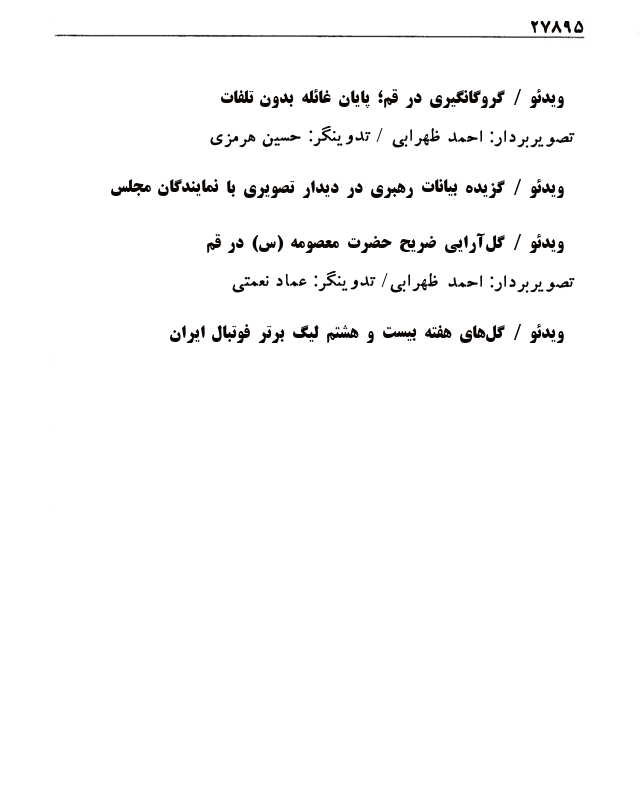 ۲۷۸۹۵
ویدئو / گروگانگیری در قم؛ پایان غائله بدون تلفات
تصویربردار: احمد ظهرابی / تدوینگر: حسین هرمزی
ویدئو / گزیده بیانات رهبری در دیدار تصویری با نمایندگان مجلس
ویدئو / گل‌آرایی ضریح حضرت معصومه (س) در قم
تصویربردار: احمد ظهرابی/ تدوینگر: عماد نعمتی
ویدئو / گل‌های هفته بیست و هشتم لیگ برتر فوتبال ایران